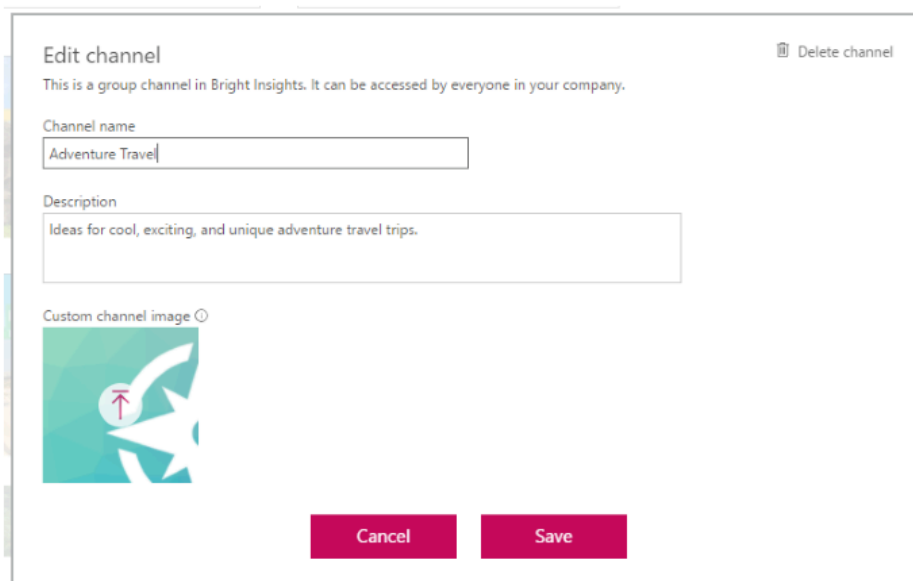 Edit channel
Delete channel
This is a group channel in Bright Insights. It can be accessed by everyone in your company.
Channel name
Adventure Travel
Description
Ideas for cool, exciting, and unique adventure travel trips.
Custom channel image
Cancel
Save